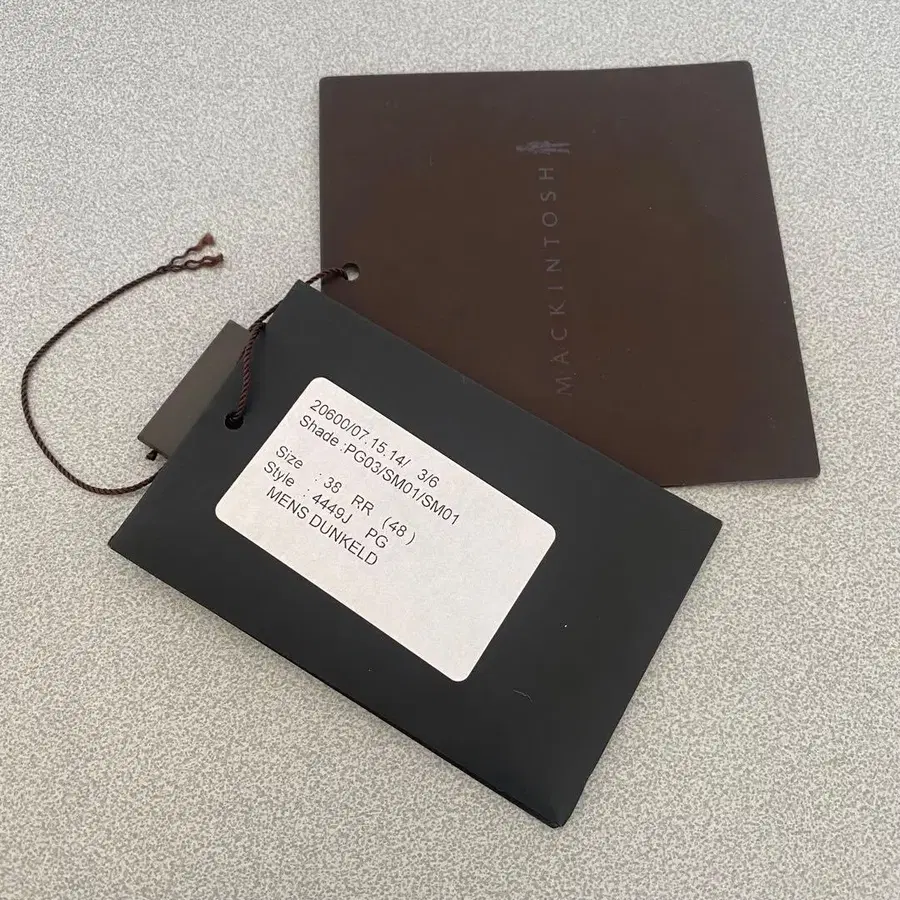 MACKINTOSH
20600/07.15.14/ 3/6
Shade :PG03/SM01/SM01
Size : 38 RR (48)
Style : 4449J PG
MENS DUNKELD